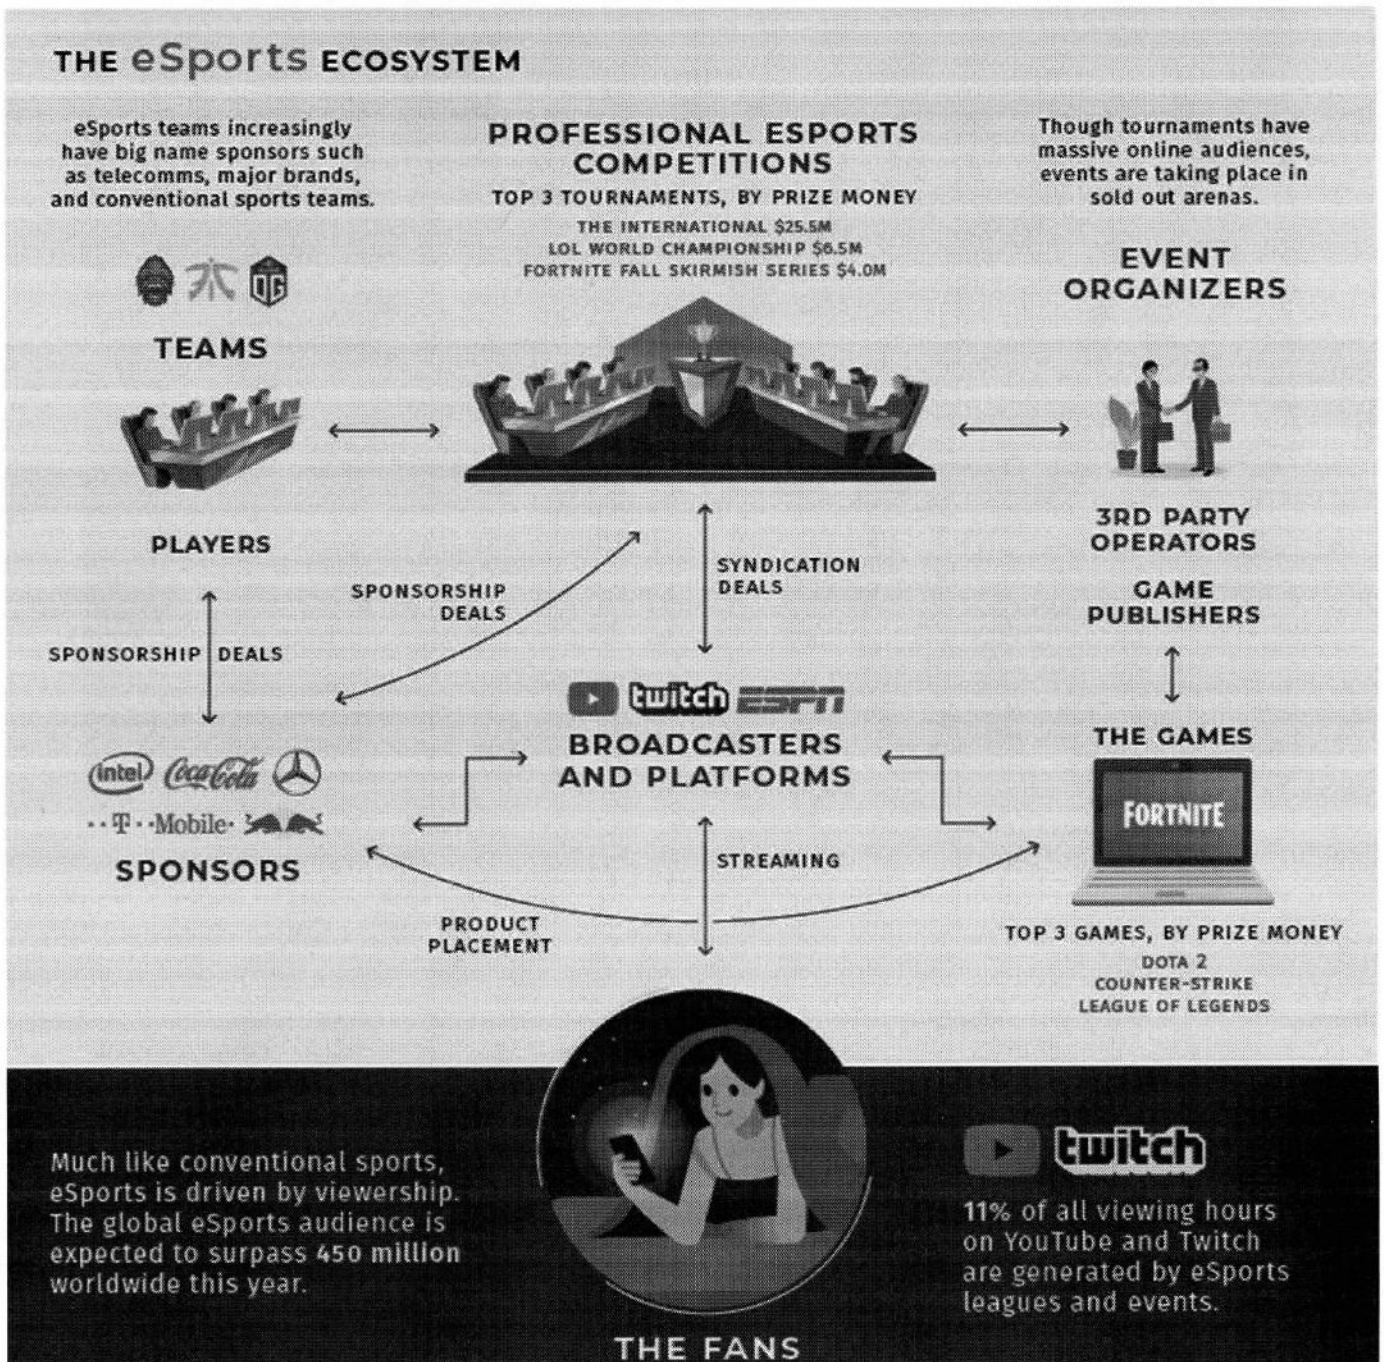 THE eSports ECOSYSTEM
eSports teams increasingly
have big name sponsors such
as telecomms, major brands,
and conventional sports teams.
OG
TEAMS
PLAYERS
PROFESSIONAL ESPORTS
COMPETITIONS
TOP 3 TOURNAMENTS, BY PRIZE MONEY
THE INTERNATIONAL $25.5M
LOL WORLD CHAMPIONSHIP $6.5M
FORTNITE FALL SKIRMISH SERIES $4.0M
Though tournaments have
massive online audiences,
events are taking place in
sold out arenas.
EVENT
ORGANIZERS
3RD PARTY
OPERATORS
GAME
PUBLISHERS
SPONSORSHIP DEALS
SPONSORSHIP
DEALS
SYNDICATION
DEALS
twitch ESPN
BROADCASTERS
AND PLATFORMS
intel Coca-Cola
T Mobile
SPONSORS
THE GAMES
FORTNITE
STREAMING
PRODUCT
PLACEMENT
TOP 3 GAMES, BY PRIZE MONEY
DOTA 2
COUNTER-STRIKE
LEAGUE OF LEGENDS
Much like conventional sports,
eSports is driven by viewership.
The global eSports audience is
expected to surpass 450 million
worldwide this year.
twitch
11% of all viewing hours
on YouTube and Twitch
are generated by eSports
leagues and events.
THE FANS